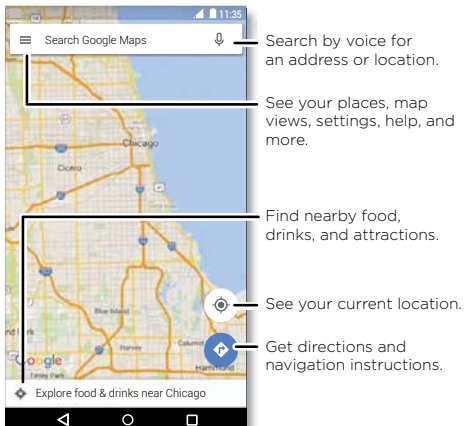 11:35
Search Google Maps
Search by voice for
an address or location.
See your places, map
views, settings, help, and
more.
Chicago
Cicero
Find nearby food,
drinks, and attractions.
See your current location.
Blue Island
Harvey
Calumet
Get directions and
navigation instructions.
Google
Hammond
Tinley Park
Explore food & drinks near Chicago